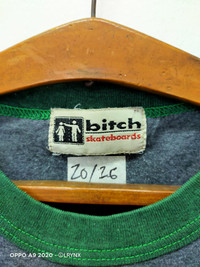 bitch
skateboards
20/26
OPPO A9 2020 · ©LRYNX